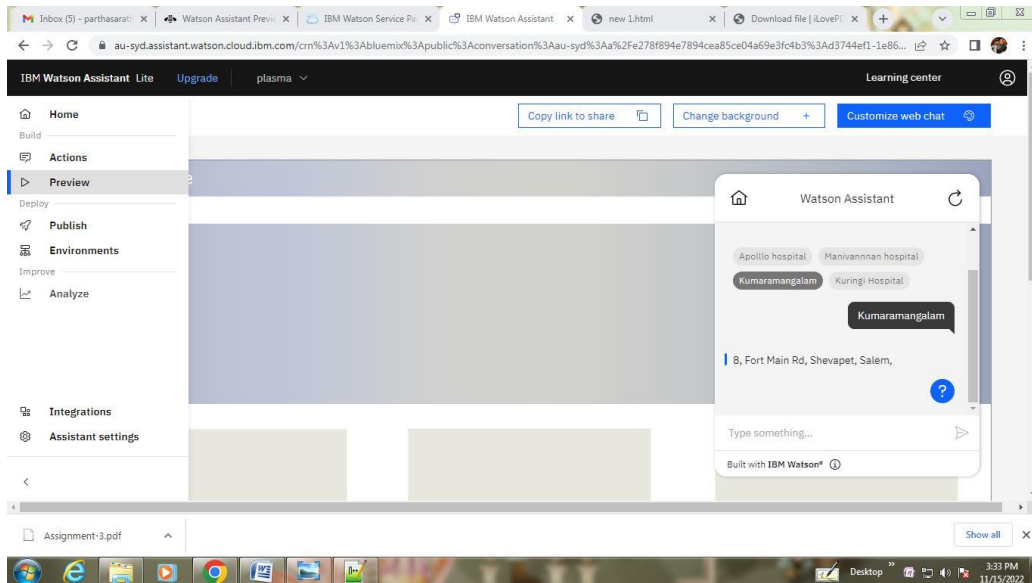 Inbox (5) - parthasarath
Watson Assistant Previe
IBM Watson Service Pa
IBM Watson Assistant
new 1.html
Download file | iLovePD
au-syd.assistant.watson.cloud.ibm.com/crn%3Av1%3Abluemix%3Apublic%3Aconversation%3Aau-syd%3Aa%2Fe278f894e7894cea85ce04a69e3fc4b3%3Ad3744ef1-1e86...
IBM Watson Assistant Lite Upgrade plasma Learning center
Home
Copy link to share Change background + Customize web chat
Build
Actions
Preview
Deploy
Publish
Environments
Improve
Analyze
Integrations
Assistant settings
e
Watson Assistant
Apolllo hospital Manivannnan hospital
Kumaramangalam Kuringi Hospital
Kumaramangalam
8, Fort Main Rd, Shevapet, Salem,
?
Type something...
Built with IBM Watson®
Assignment-3.pdf
Show all
Desktop
3:33 PM
11/15/2022